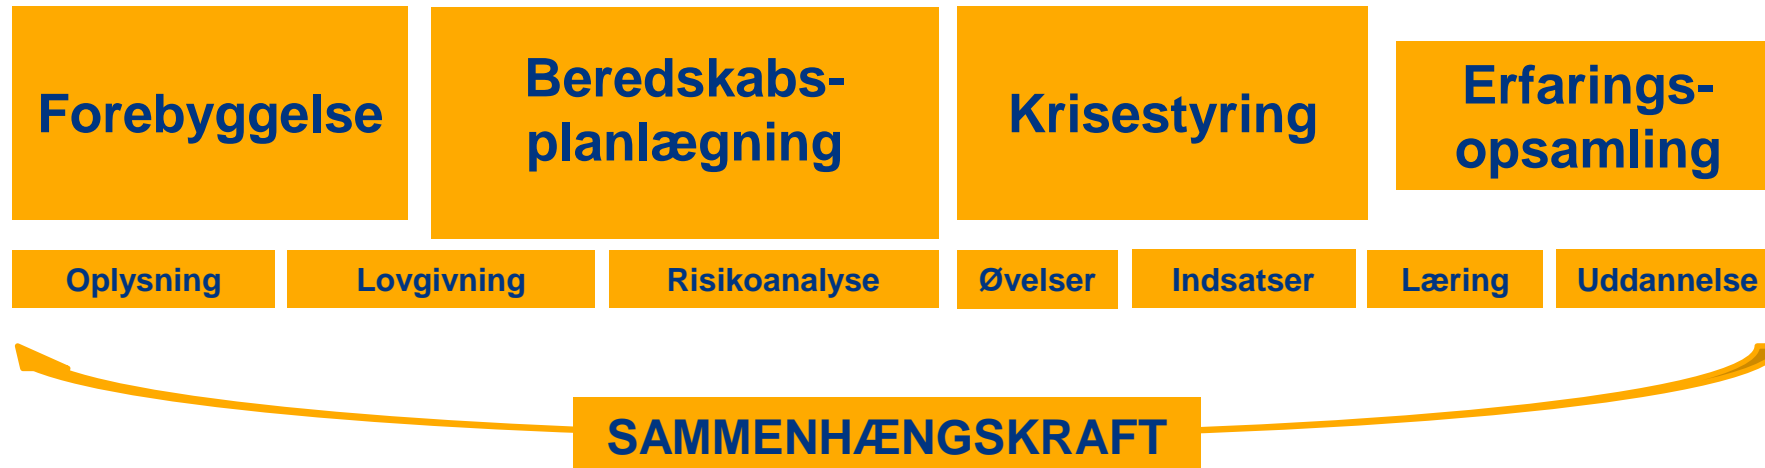 Forebyggelse
Beredskabs-
planlægning
Krisestyring
Erfarings-
opsamling
Oplysning
Lovgivning
Risikoanalyse
Øvelser
Indsatser
Læring
Uddannelse
SAMMENHÆNGSKRAFT